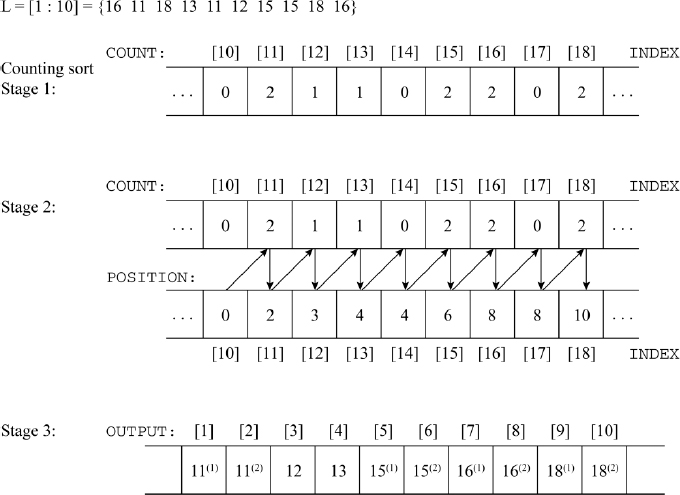 L = [1 : 10] = {16 11 18 13 11 12 15 15 18 16}
COUNT: [10] [11] [12] [13] [14] [15] [16] [17] [18] INDEX
Counting sort
Stage 1:
... 0 2 1 1 0 2 2 0 2 ...
COUNT: [10] [11] [12] [13] [14] [15] [16] [17] [18] INDEX
Stage 2:
... 0 2 1 1 0 2 2 0 2 ...
POSITION:
... 0 2 3 4 4 6 8 8 10 ...
[10] [11] [12] [13] [14] [15] [16] [17] [18] INDEX
Stage 3: OUTPUT: [1] [2] [3] [4] [5] [6] [7] [8] [9] [10]
11(1) 11(2) 12 13 15(1) 15(2) 16(1) 16(2) 18(1) 18(2)